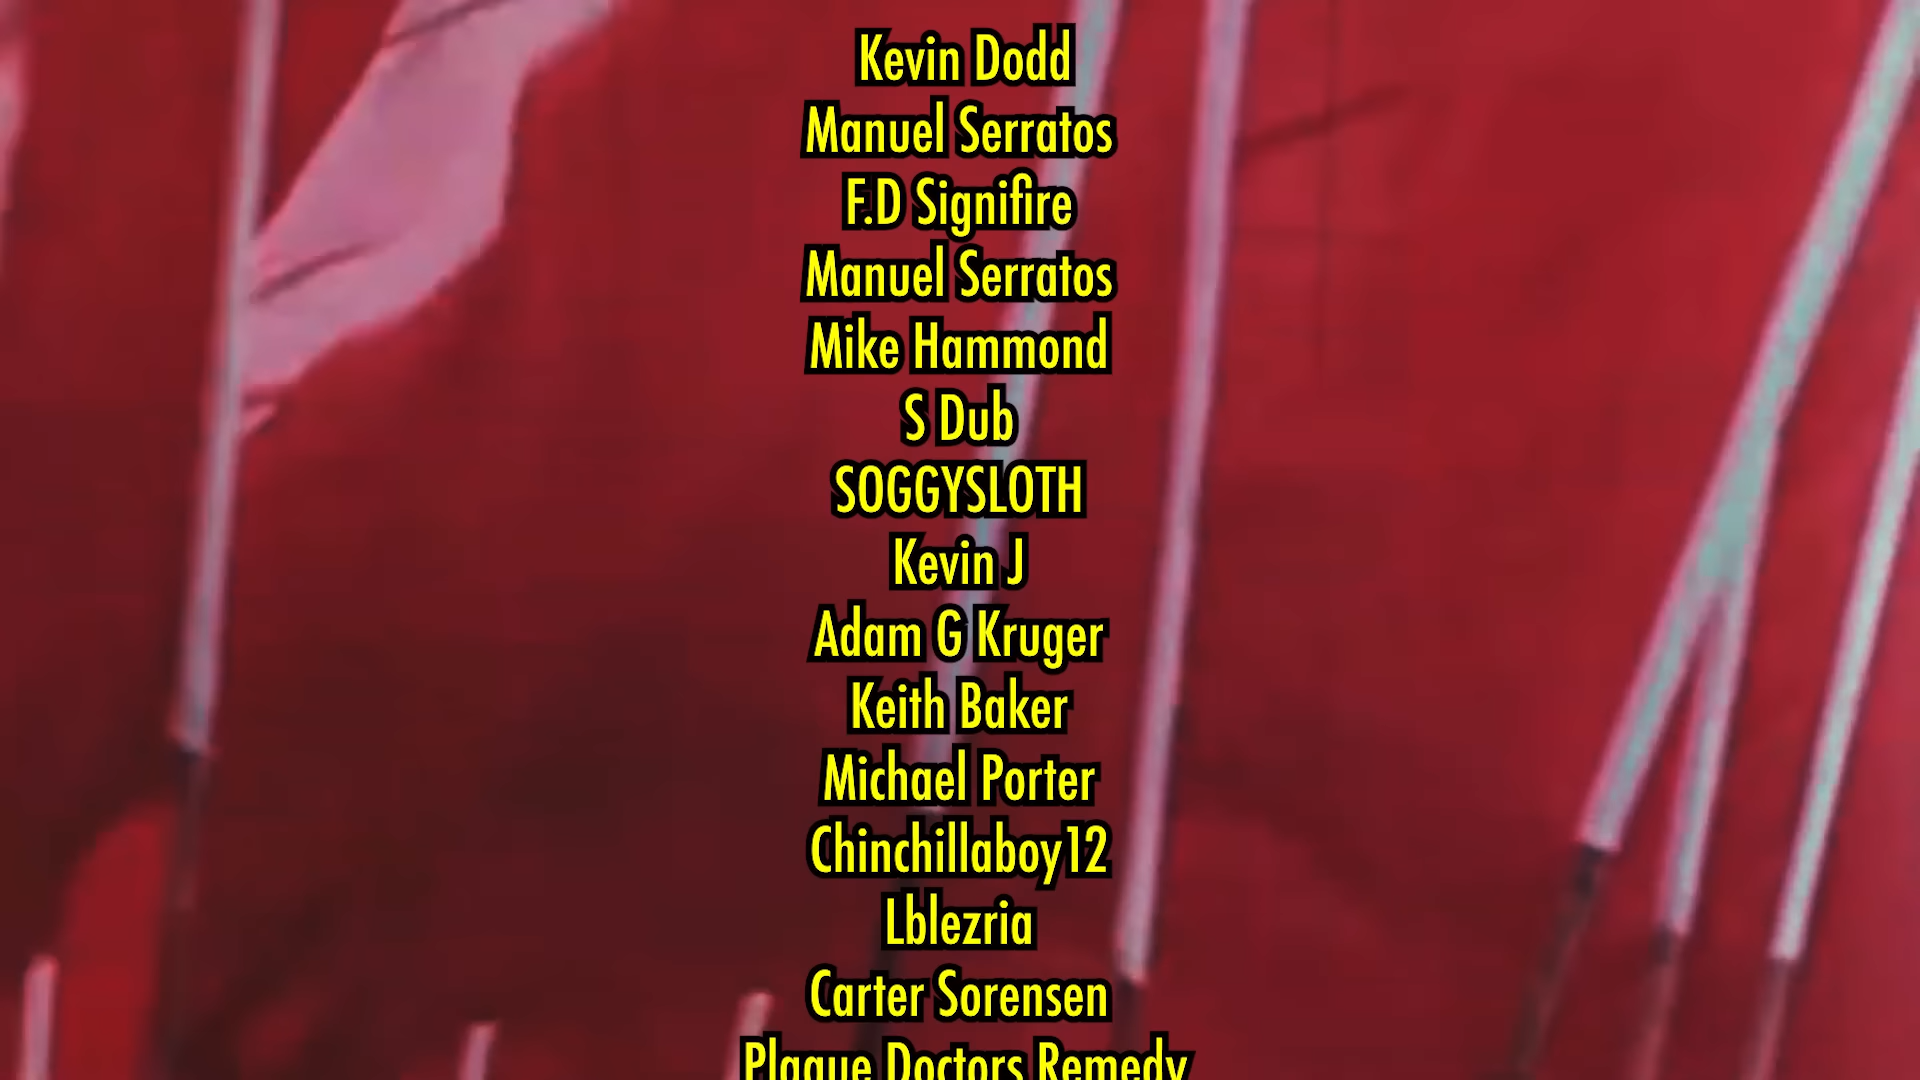 Kevin Dodd
Manuel Serratos
F.D Signifire
Manuel Serratos
Mike Hammond
S Dub
SOGGYSLOTH
Kevin J
Adam G Kruger
Keith Baker
Michael Porter
Chinchillaboy12
Lblezria
Carter Sorensen
Plague Doctors Remedy